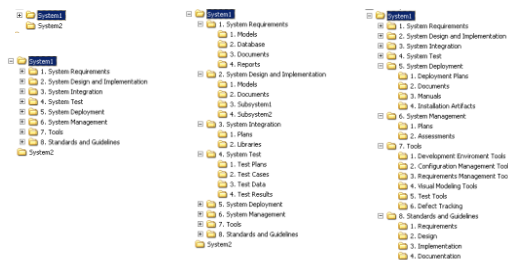 System1
System2
System1
1. System Requirements
2. System Design and Implementation
3. System Integration
4. System Test
5. System Deployment
6. System Management
7. Tools
8. Standards and Guidelines
System2
System1
1. System Requirements
1. Models
2. Database
3. Documents
4. Reports
2. System Design and Implementation
1. Models
2. Documents
3. Subsystem1
4. Subsystem2
3. System Integration
1. Plans
2. Libraries
4. System Test
1. Test Plans
2. Test Cases
3. Test Data
4. Test Results
5. System Deployment
6. System Management
7. Tools
8. Standards and Guidelines
System2
System1
1. System Requirements
2. System Design and Implementation
3. System Integration
4. System Test
5. System Deployment
1. Deployment Plans
2. Documents
3. Manuals
4. Installation Artifacts
6. System Management
1. Plans
2. Assessments
7. Tools
1. Development Enviroment Tools
2. Configuration Management Tool
3. Requirements Management Too
4. Visual Modeling Tools
5. Test Tools
6. Defect Tracking
8. Standards and Guidelines
1. Requirements
2. Design
3. Implementation
4. Documentation